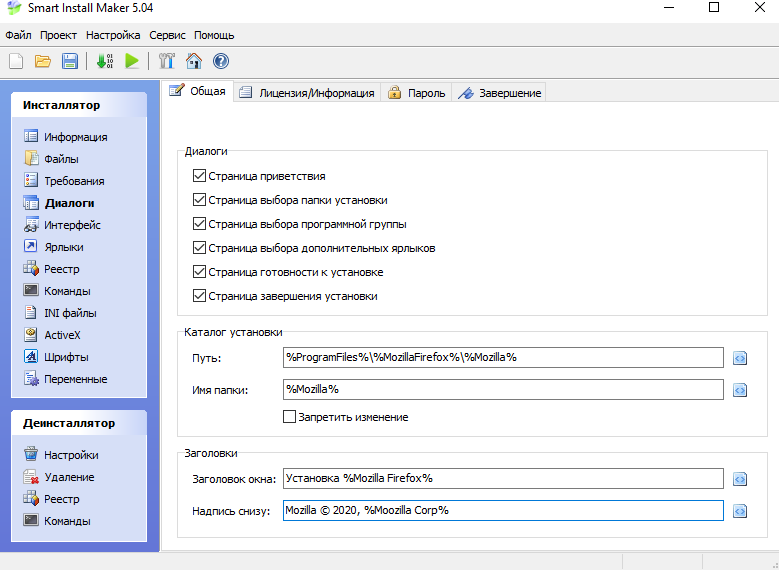 Smart Install Maker 5.04
Файл Проект Настройка Сервис Помощь
Общая Лицензия/Информация Пароль Завершение
Инсталлятор
Информация
Файлы
Требования
Диалоги
Интерфейс
Ярлыки
Реестр
Команды
INI файлы
ActiveX
Шрифты
Переменные
Деинсталлятор
Настройки
Удаление
Реестр
Команды
Диалоги
Страница приветствия
Страница выбора папки установки
Страница выбора программной группы
Страница выбора дополнительных ярлыков
Страница готовности к установке
Страница завершения установки
Каталог установки
Путь: %ProgramFiles%\%MozillaFirefox%\%Mozilla%
Имя папки: %Mozilla%
Запретить изменение
Заголовки
Заголовок окна: Установка %Mozilla Firefox%
Надпись снизу: Mozilla © 2020, %Moozilla Corp%